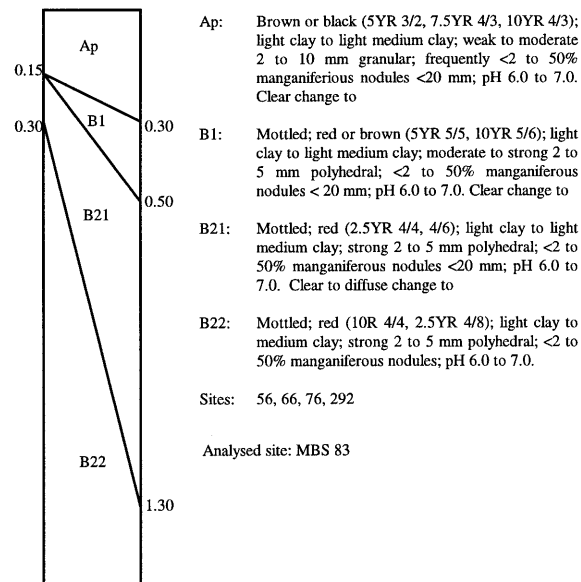 Ap
0.15
B1
0.30
0.30
0.50
B21
B22
1.30
Ap: Brown or black (5YR 3/2, 7.5YR 4/3, 10YR 4/3);
light clay to light medium clay; weak to moderate
2 to 10 mm granular; frequently <2 to 50%
manganiferious nodules <20 mm; pH 6.0 to 7.0.
Clear change to
B1: Mottled; red or brown (5YR 5/5, 10YR 5/6); light
clay to light medium clay; moderate to strong 2 to
5 mm polyhedral; <2 to 50% manganiferous
nodules < 20 mm; pH 6.0 to 7.0. Clear change to
B21: Mottled; red (2.5YR 4/4, 4/6); light clay to light
medium clay; strong 2 to 5 mm polyhedral; <2 to
50% manganiferous nodules <20 mm; pH 6.0 to
7.0. Clear to diffuse change to
B22: Mottled; red (10R 4/4, 2.5YR 4/8); light clay to
medium clay; strong 2 to 5 mm polyhedral; <2 to
50% manganiferous nodules; pH 6.0 to 7.0.
Sites: 56, 66, 76, 292
Analysed site: MBS 83